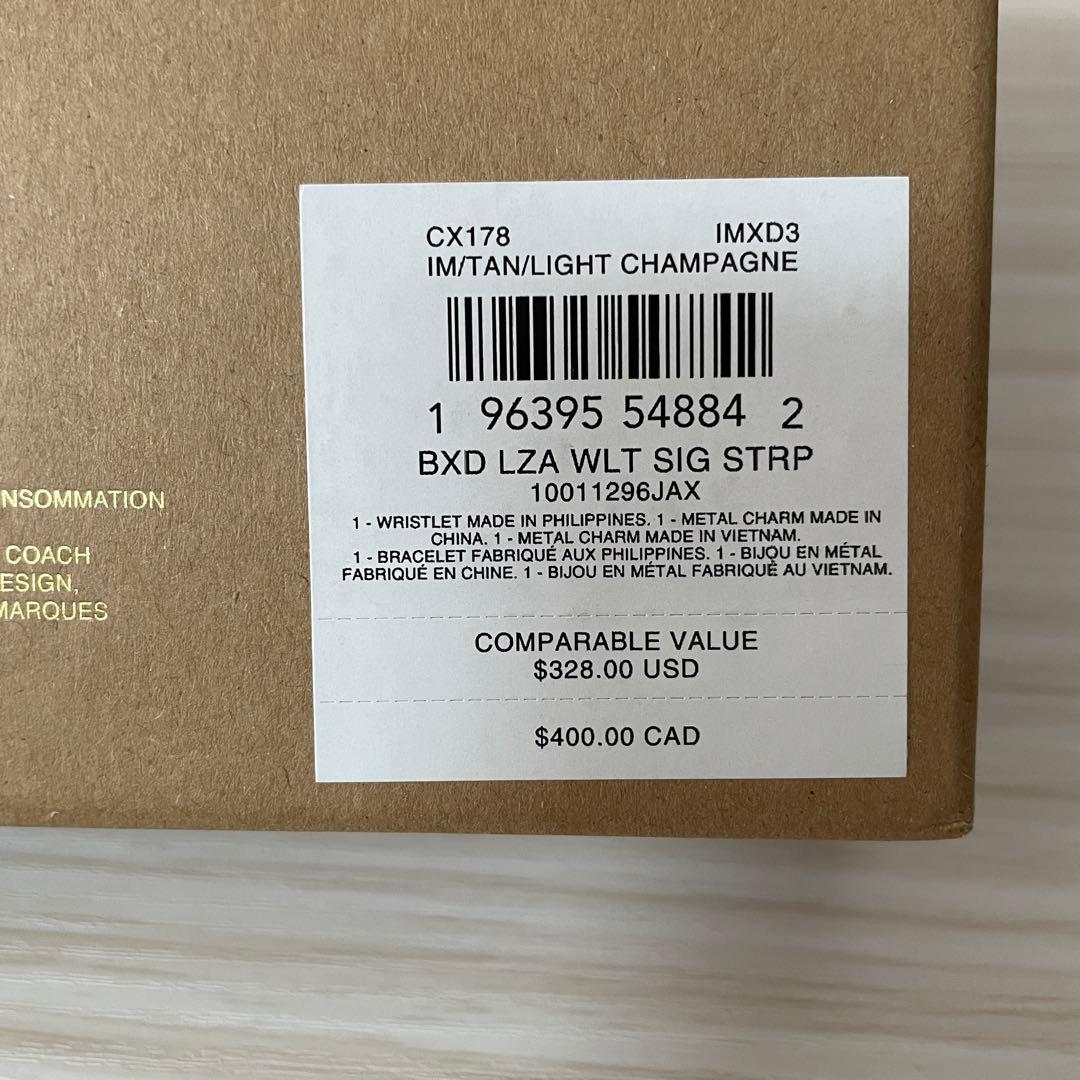 CX178 IMXD3
IM/TAN/LIGHT CHAMPAGNE
1 96395 54884 2
BXD LZA WLT SIG STRP
10011296JAX
1 - WRISTLET MADE IN PHILIPPINES. 1 - METAL CHARM MADE IN
CHINA. 1 - METAL CHARM MADE IN VIETNAM.
1 - BRACELET FABRIQUÉ AUX PHILIPPINES. 1 - BIJOU EN MÉTAL
FABRIQUÉ EN CHINE. 1 - BIJOU EN MÉTAL FABRIQUÉ AU VIETNAM.
COMPARABLE VALUE
$328.00 USD
$400.00 CAD
NSOMMATION
COACH
ESIGN,
MARQUES